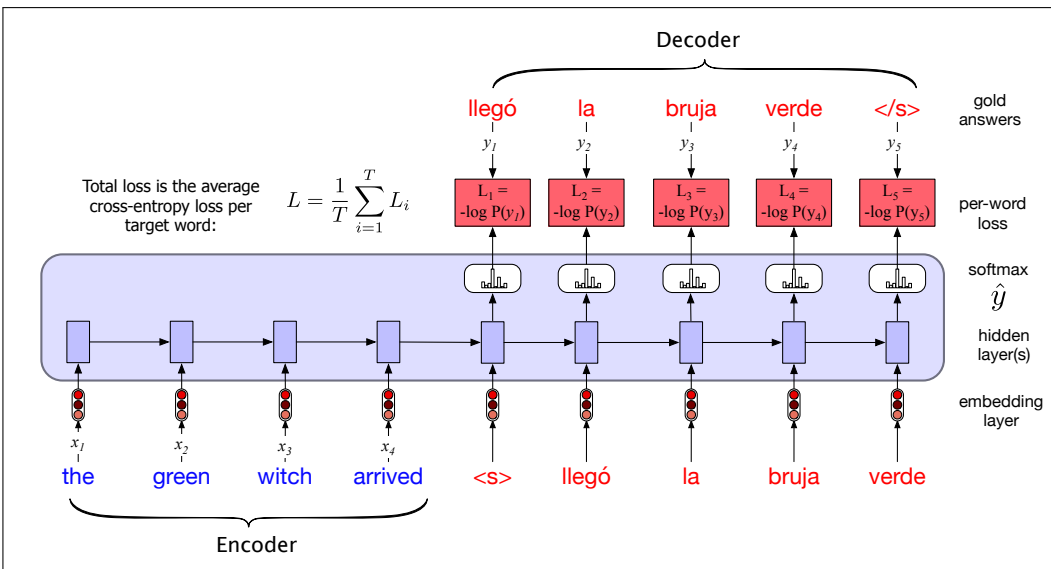 Decoder
llegó la bruja verde </s>
gold
answers
y1 y2 y3 y4 y5
Total loss is the average
cross-entropy loss per
target word:
L = \frac{1}{T} \sum_{i=1}^{T} L_i
L1 =
-log P(y1)
L2 =
-log P(y2)
L3 =
-log P(y3)
L4 =
-log P(y4)
L5 =
-log P(y5)
per-word
loss
softmax
ŷ
hidden
layer(s)
embedding
layer
x1 x2 x3 x4
the green witch arrived <s> llegó la bruja verde
Encoder